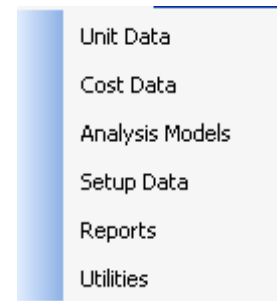 Unit Data
Cost Data
Analysis Models
Setup Data
Reports
Utilities